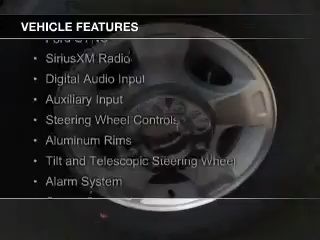 VEHICLE FEATURES
• SiriusXM Radio
• Digital Audio Input
• Auxiliary Input
• Steering Wheel Controls
• Aluminum Rims
• Tilt and Telescopic Steering Wheel
• Alarm System